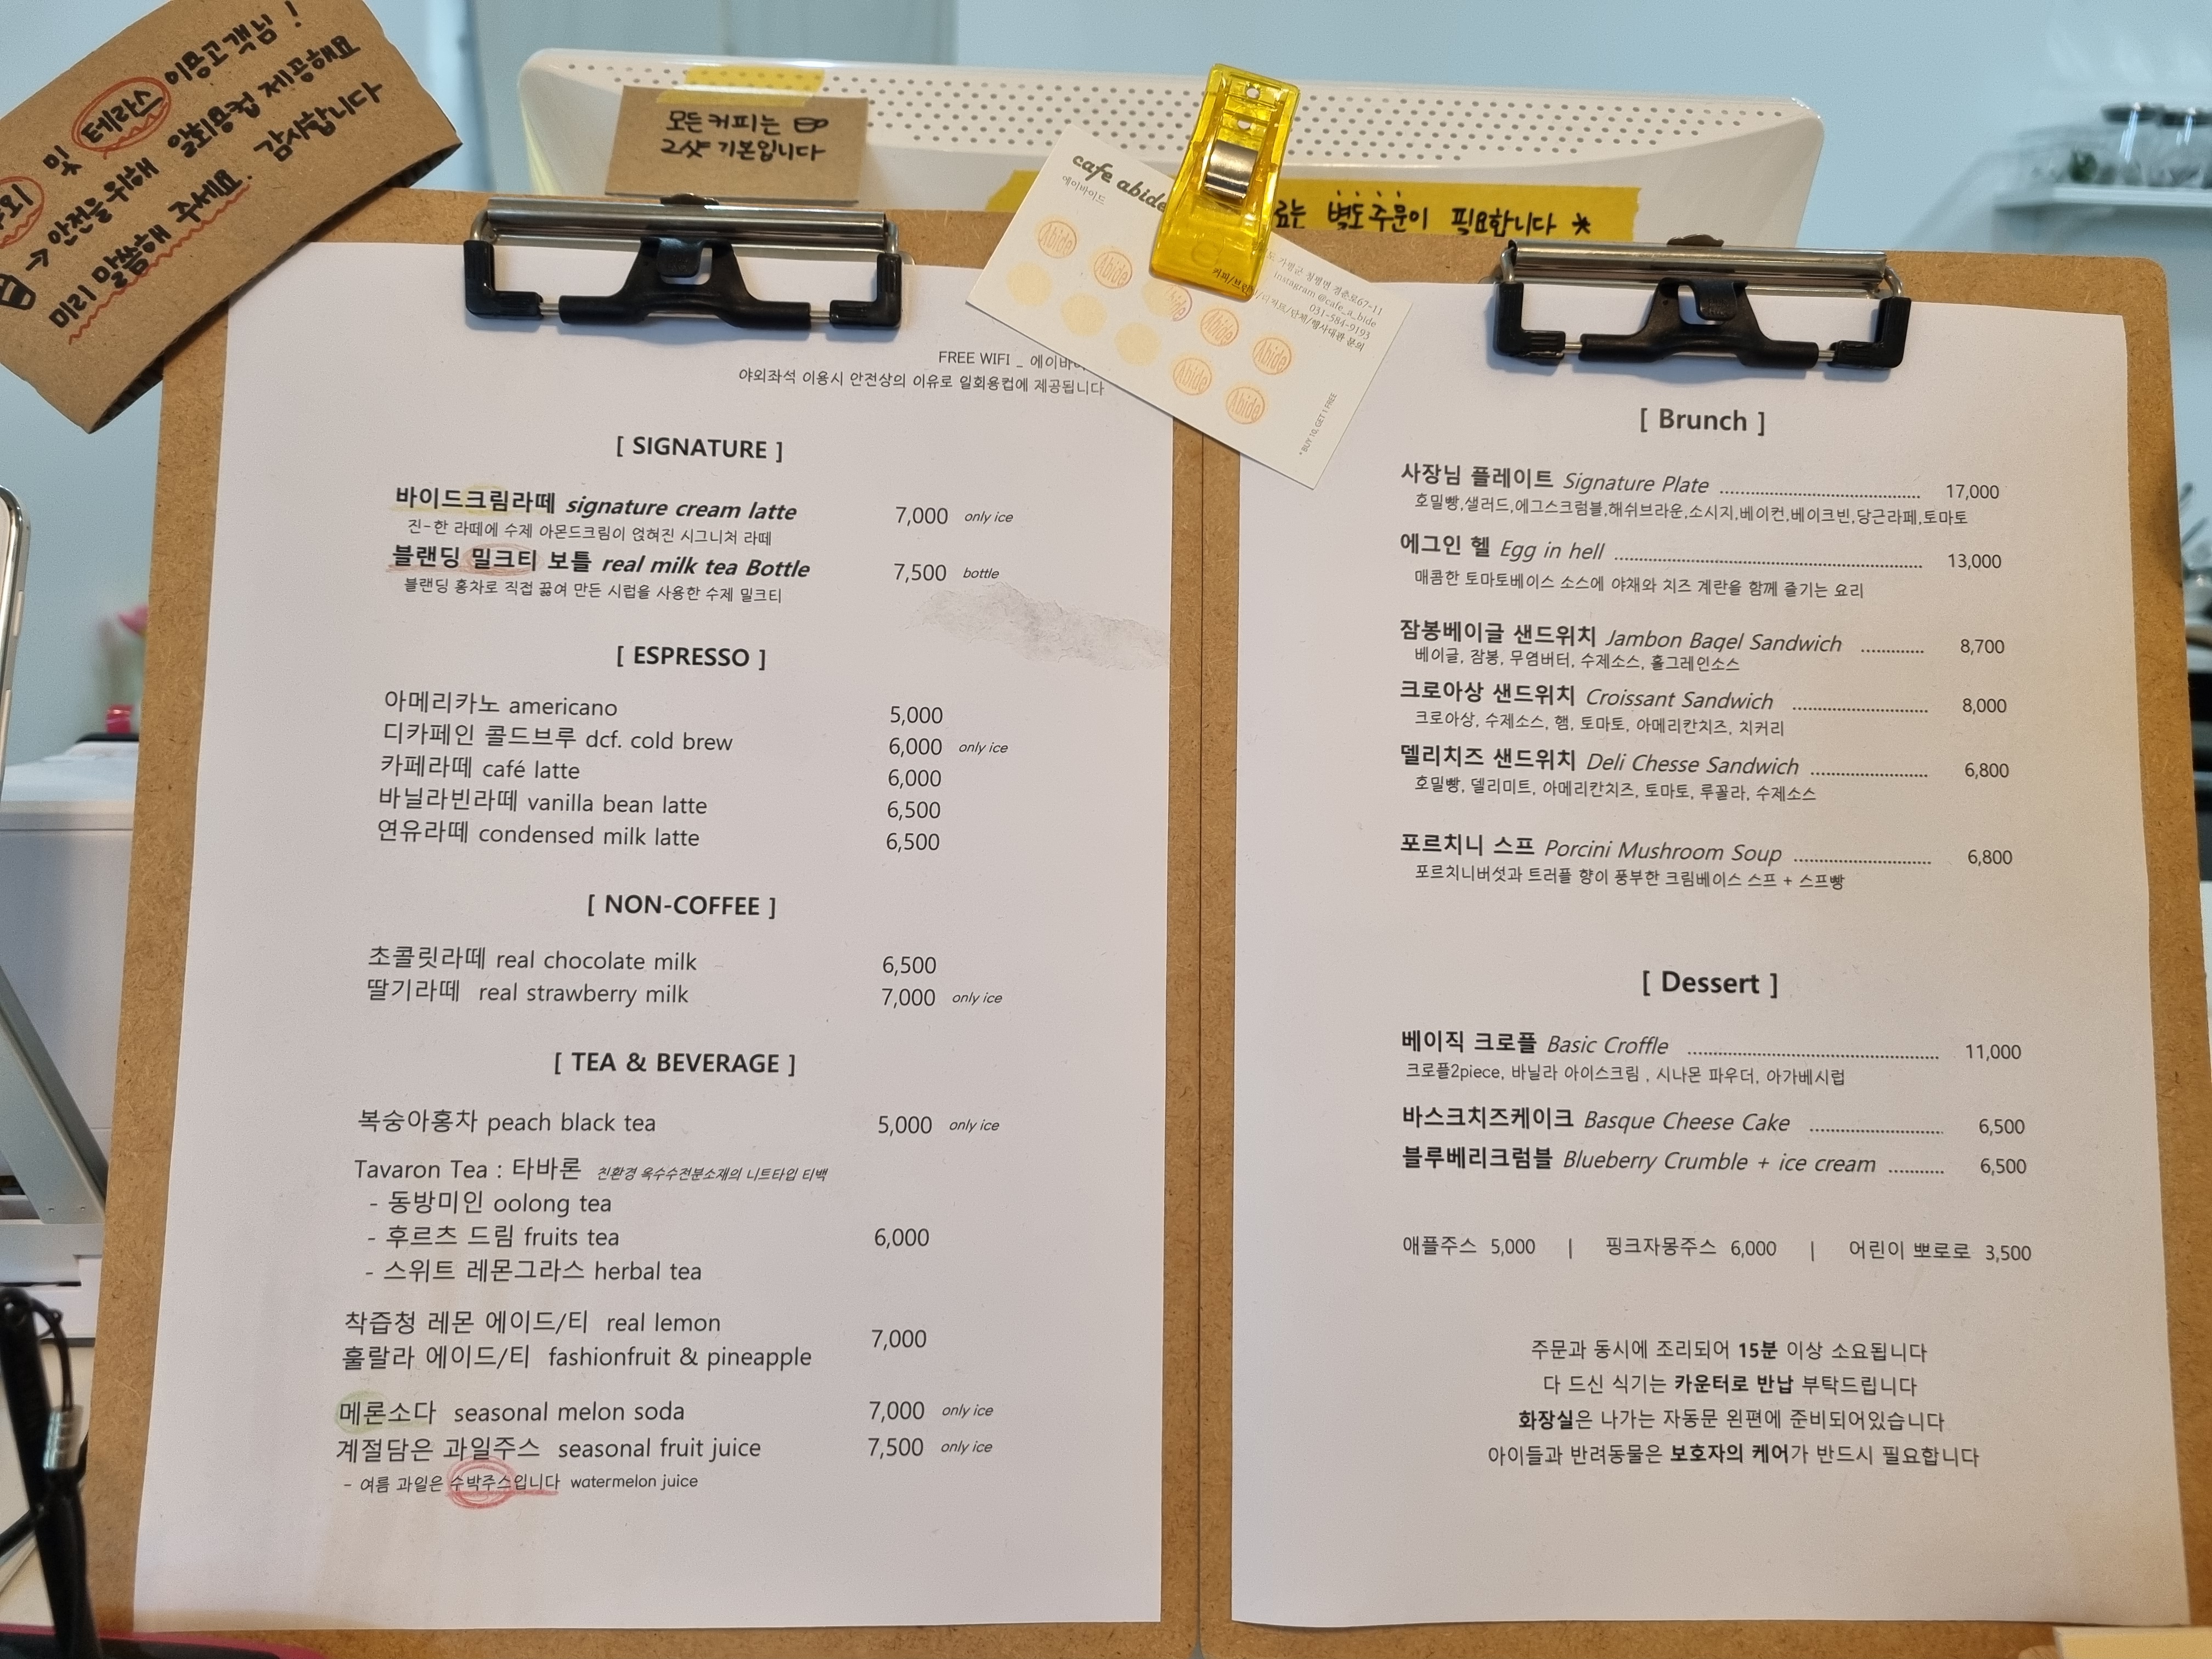 및 테라스 이용고객님!
→ 안전을 위해 일회용컵 제공해요
미리 말씀해 주세요. 감사합니다
모든 커피는
2샷 기본입니다
별도주문이 필요합니다 *
cafe abide
에이바이드
Abide
Abide
Abide
Abide
Abide
Abide
가평군 청평면 경춘로67-11
instagram @cafe_a_bide
031-584-9193
* BUY 10, GET 1 FREE
FREE WIFI _
야외좌석 이용시 안전상의 이유로 일회용컵에 제공됩니다
[ SIGNATURE ]
바이드크림라떼 signature cream latte 7,000 only ice
진-한 라떼에 수제 아몬드크림이 얹혀진 시그니처 라떼
블랜딩 밀크티 보틀 real milk tea Bottle 7,500 bottle
블랜딩 홍차로 직접 끓여 만든 시럽을 사용한 수제 밀크티
[ ESPRESSO ]
아메리카노 americano 5,000
디카페인 콜드브루 dcf. cold brew 6,000 only ice
카페라떼 café latte 6,000
바닐라빈라떼 vanilla bean latte 6,500
연유라떼 condensed milk latte 6,500
[ NON-COFFEE ]
초콜릿라떼 real chocolate milk 6,500
딸기라떼 real strawberry milk 7,000 only ice
[ TEA & BEVERAGE ]
복숭아홍차 peach black tea 5,000 only ice
Tavaron Tea : 타바론 친환경 옥수수전분소재의 니트타입 티백
- 동방미인 oolong tea
- 후르츠 드림 fruits tea 6,000
- 스위트 레몬그라스 herbal tea
착즙청 레몬 에이드/티 real lemon
7,000
훌랄라 에이드/티 fashionfruit & pineapple
메론소다 seasonal melon soda 7,000 only ice
계절담은 과일주스 seasonal fruit juice 7,500 only ice
- 여름 과일은 수박주스입니다 watermelon juice
[ Brunch ]
사장님 플레이트 Signature Plate 17,000
호밀빵,샐러드,에그스크럼블,해쉬브라운,소시지,베이컨,베이크빈,당근라페,토마토
에그인 헬 Egg in hell 13,000
매콤한 토마토베이스 소스에 야채와 치즈 계란을 함께 즐기는 요리
잠봉베이글 샌드위치 Jambon Bagel Sandwich 8,700
베이글, 잠봉, 무염버터, 수제소스, 홀그레인소스
크로아상 샌드위치 Croissant Sandwich 8,000
크로아상, 수제소스, 햄, 토마토, 아메리칸치즈, 치커리
델리치즈 샌드위치 Deli Chesse Sandwich 6,800
호밀빵, 델리미트, 아메리칸치즈, 토마토, 루꼴라, 수제소스
포르치니 스프 Porcini Mushroom Soup 6,800
포르치니버섯과 트러플 향이 풍부한 크림베이스 스프 + 스프빵
[ Dessert ]
베이직 크로플 Basic Croffle 11,000
크로플2piece, 바닐라 아이스크림 , 시나몬 파우더, 아가베시럽
바스크치즈케이크 Basque Cheese Cake 6,500
블루베리크럼블 Blueberry Crumble + ice cream 6,500
애플주스 5,000 | 핑크자몽주스 6,000 | 어린이 뽀로로 3,500
주문과 동시에 조리되어 15분 이상 소요됩니다
다 드신 식기는 카운터로 반납 부탁드립니다
화장실은 나가는 자동문 왼편에 준비되어있습니다
아이들과 반려동물은 보호자의 케어가 반드시 필요합니다